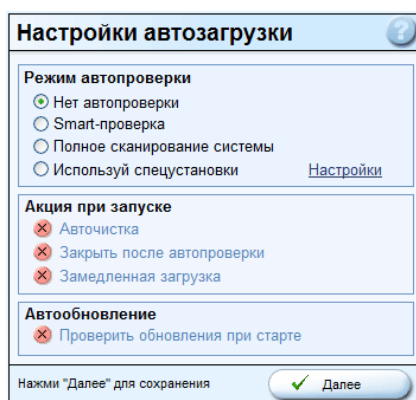 Настройки автозагрузки
?
Режим автопроверки
Нет автопроверки
Smart-проверка
Полное сканирование системы
Используй спецустановки Настройки
Акция при запуске
Авточистка
Закрыть после автопроверки
Замедленная загрузка
Автообновление
Проверить обновления при старте
Нажми "Далее" для сохранения Далее